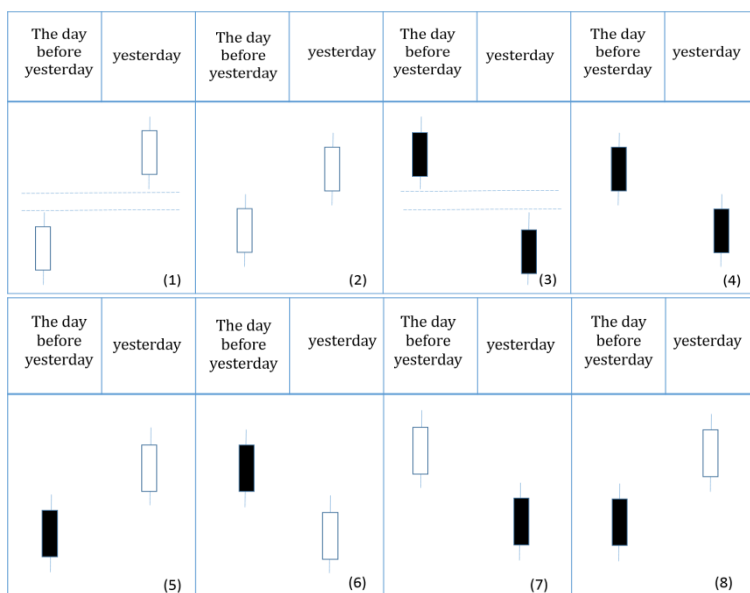 The day
before
yesterday
yesterday
The day
before
yesterday
yesterday
The day
before
yesterday
yesterday
The day
before
yesterday
yesterday
(1)
(2)
(3)
(4)
The day
before
yesterday
yesterday
The day
before
yesterday
yesterday
The day
before
yesterday
yesterday
The day
before
yesterday
yesterday
(5)
(6)
(7)
(8)